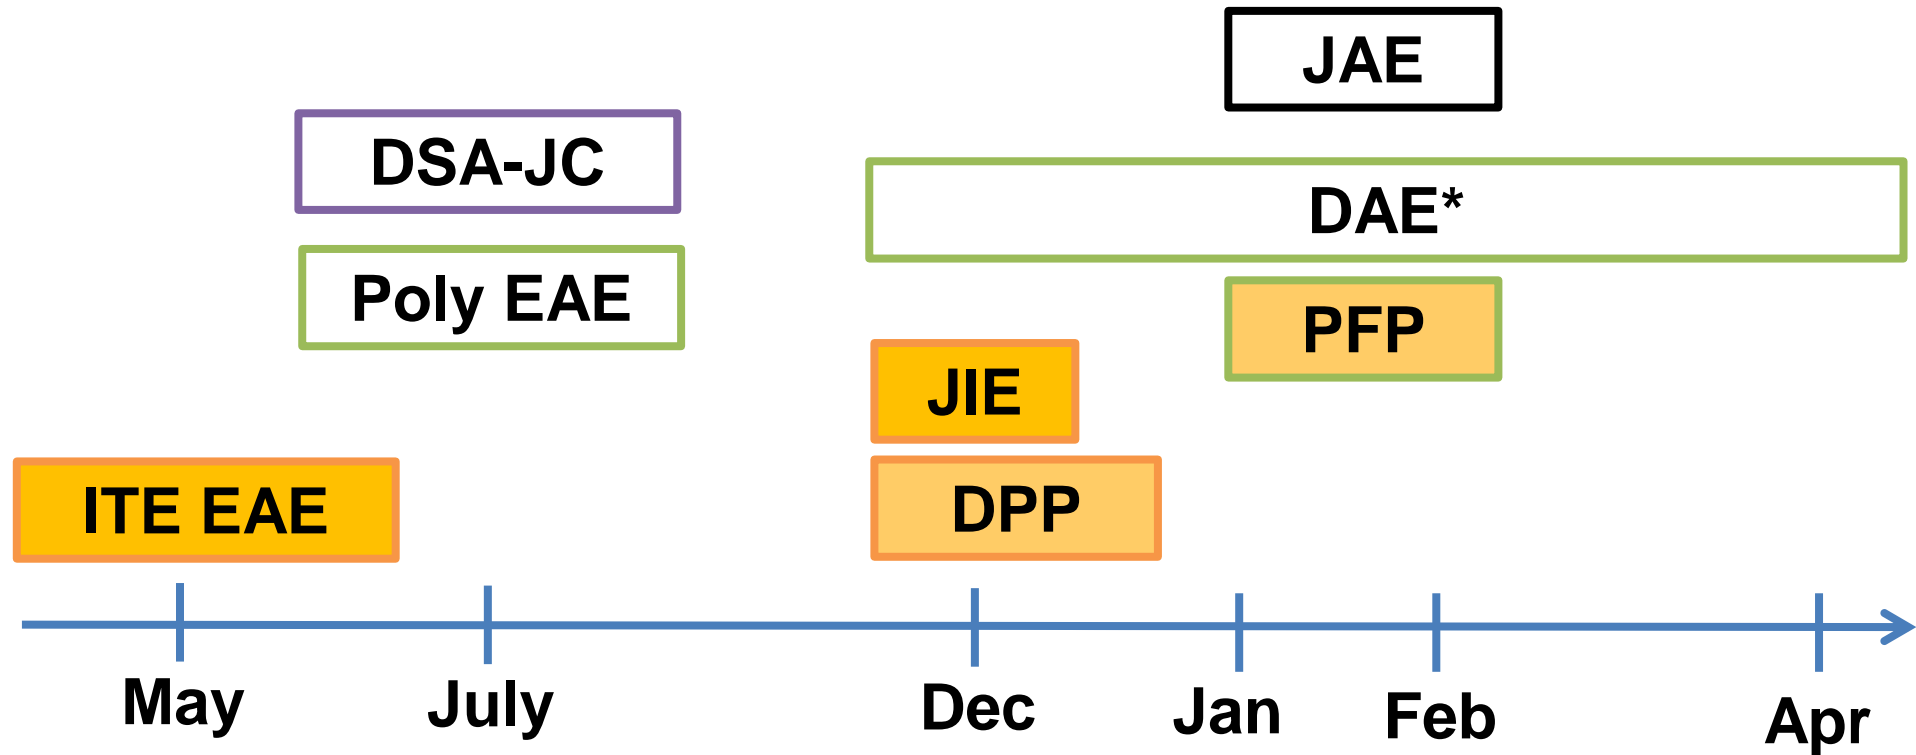 JAE
DSA-JC
DAE*
Poly EAE
PFP
JIE
ITE EAE
DPP
May
July
Dec
Jan
Feb
Apr